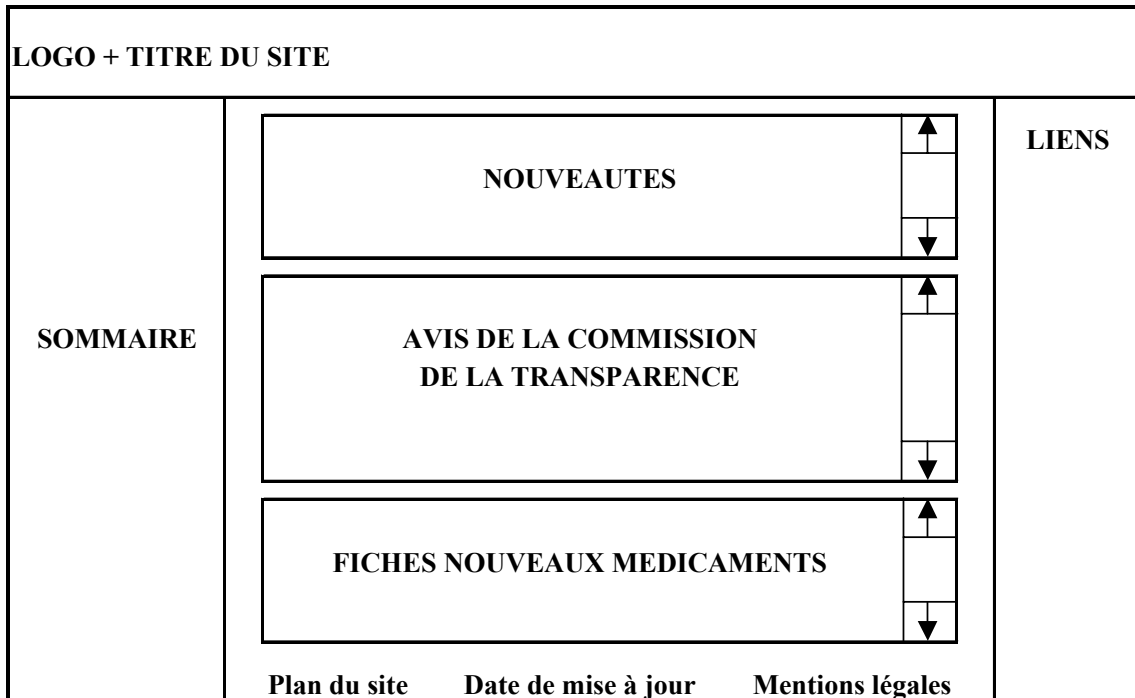 LOGO + TITRE DU SITE
SOMMAIRE
NOUVEAUTES
AVIS DE LA COMMISSION
DE LA TRANSPARENCE
FICHES NOUVEAUX MEDICAMENTS
Plan du site Date de mise à jour Mentions légales
LIENS